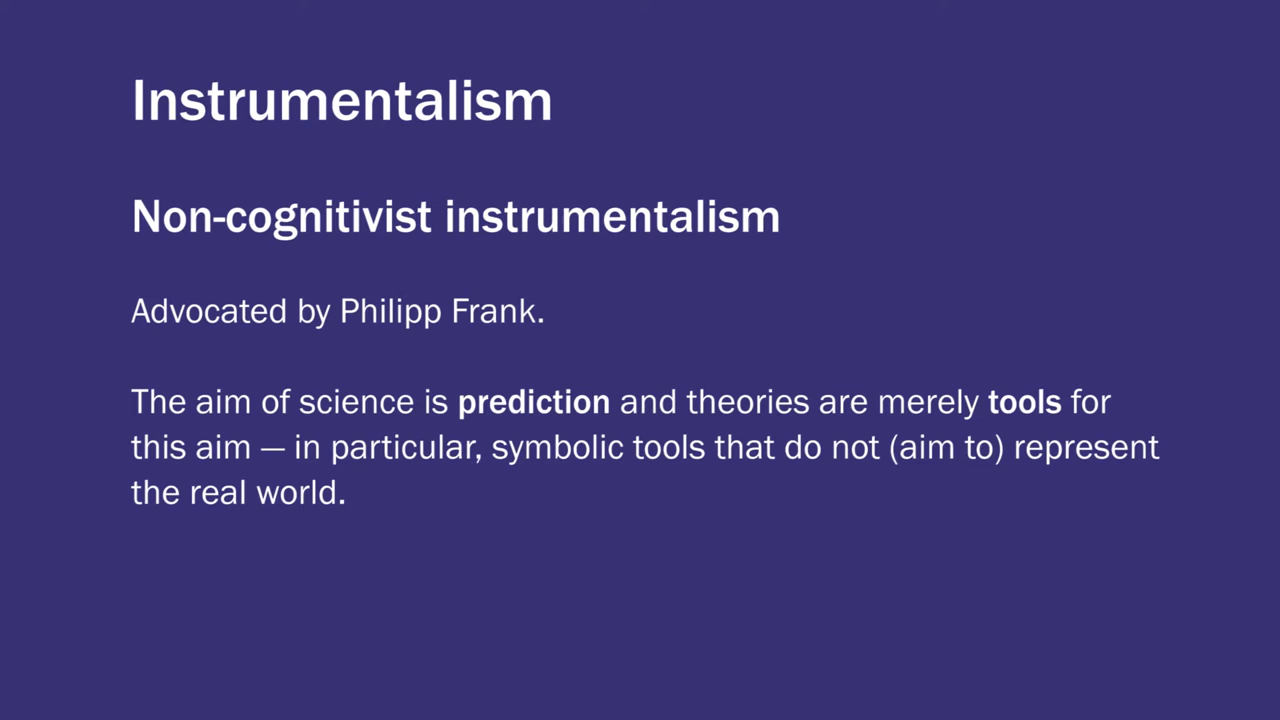 Instrumentalism
Non-cognitivist instrumentalism
Advocated by Philipp Frank.
The aim of science is prediction and theories are merely tools for
this aim — in particular, symbolic tools that do not (aim to) represent
the real world.